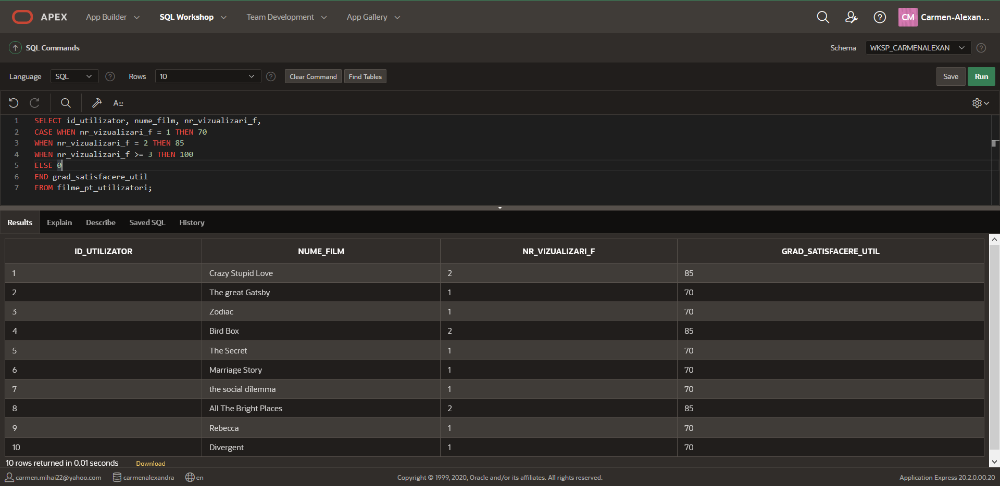 APEX App Builder SQL Workshop Team Development App Gallery CM Carmen-Alexan...
SQL Commands Schema WKSP_CARMENALEXAN
Language SQL Rows 10 Clear Command Find Tables Save Run
1 SELECT id_utilizator, nume_film, nr_vizualizari_f,
2 CASE WHEN nr_vizualizari_f = 1 THEN 70
3 WHEN nr_vizualizari_f = 2 THEN 85
4 WHEN nr_vizualizari_f >= 3 THEN 100
5 ELSE 0
6 END grad_satisfacere_util
7 FROM filme_pt_utilizatori;
Results Explain Describe Saved SQL History
ID_UTILIZATOR NUME_FILM NR_VIZUALIZARI_F GRAD_SATISFACERE_UTIL
1 Crazy Stupid Love 2 85
2 The great Gatsby 1 70
3 Zodiac 1 70
4 Bird Box 2 85
5 The Secret 1 70
6 Marriage Story 1 70
7 the social dilemma 1 70
8 All The Bright Places 2 85
9 Rebecca 1 70
10 Divergent 1 70
10 rows returned in 0.01 seconds Download
carmen.mihai22@yahoo.com carmenalexandra en Copyright © 1999, 2020, Oracle and/or its affiliates. All rights reserved. Application Express 20.2.0.00.20